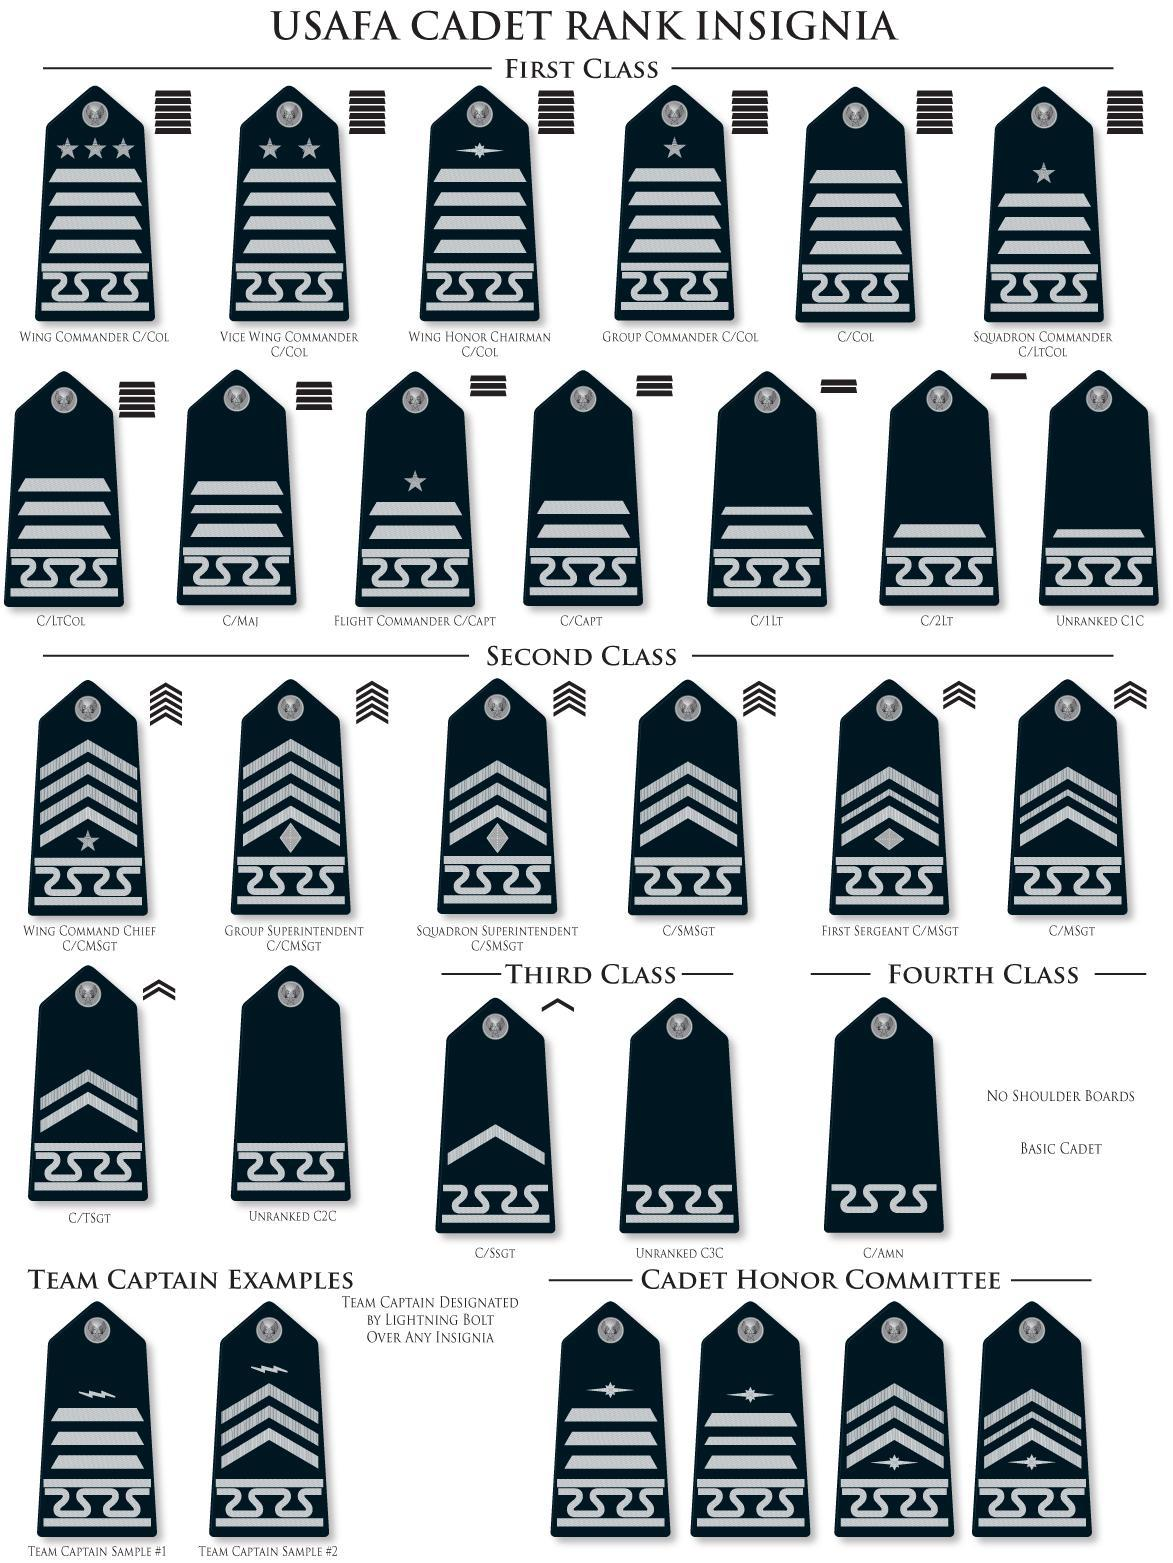 USAFA CADET RANK INSIGNIA
FIRST CLASS
WING COMMANDER C/COL
VICE WING COMMANDER
C/COL
WING HONOR CHAIRMAN
C/COL
GROUP COMMANDER C/COL
C/COL
SQUADRON COMMANDER
C/LTCOL
C/LTCOL
C/MAJ
FLIGHT COMMANDER C/CAPT
C/CAPT
C/1LT
C/2LT
UNRANKED C1C
SECOND CLASS
WING COMMAND CHIEF
C/CMSGT
GROUP SUPERINTENDENT
C/CMSGT
SQUADRON SUPERINTENDENT
C/SMSGT
C/SMSGT
FIRST SERGEANT C/MSGT
C/MSGT
C/TSGT
UNRANKED C2C
THIRD CLASS
C/SSGT
UNRANKED C3C
FOURTH CLASS
C/AMN
NO SHOULDER BOARDS
BASIC CADET
TEAM CAPTAIN EXAMPLES
TEAM CAPTAIN DESIGNATED
BY LIGHTNING BOLT
OVER ANY INSIGNIA
TEAM CAPTAIN SAMPLE #1
TEAM CAPTAIN SAMPLE #2
CADET HONOR COMMITTEE